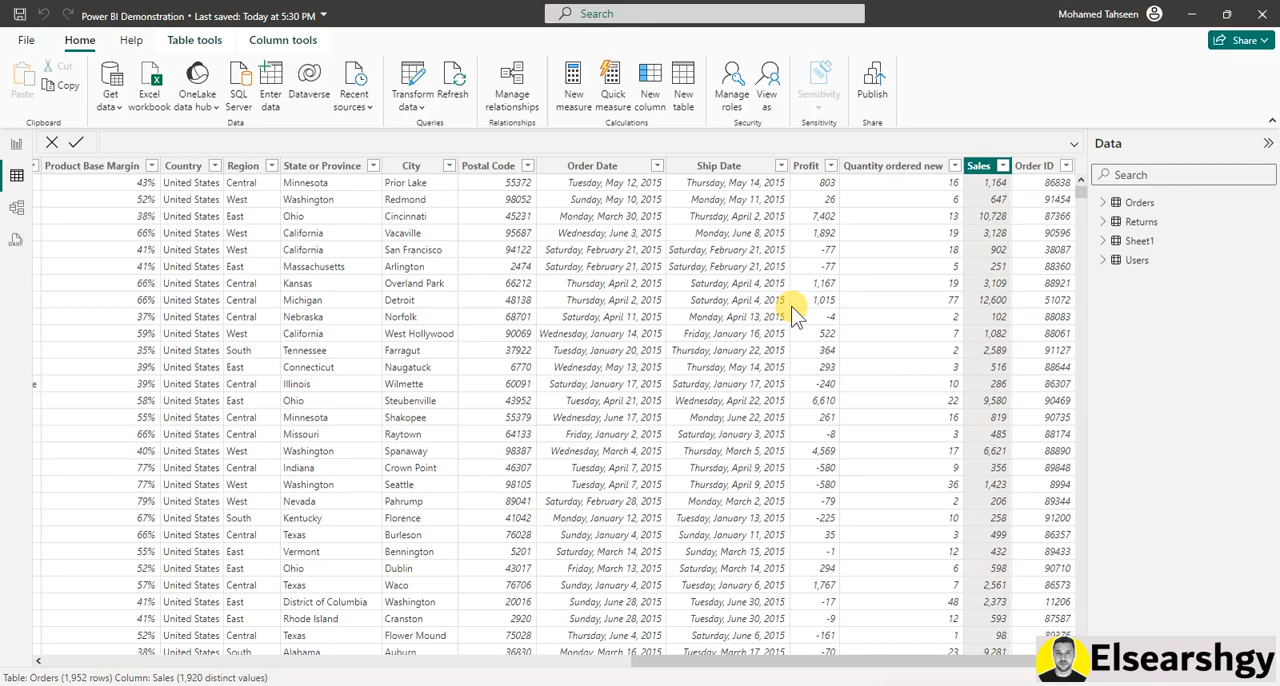 Power BI Demonstration • Last saved: Today at 5:30 PM
Search
Mohamed Tahseen
File Home Help Table tools Column tools
Share
Paste
Cut
Copy
Get data
Excel workbook
OneLake data hub
SQL Server
Enter data
Dataverse
Recent sources
Transform data
Refresh
Manage relationships
New measure
Quick measure
New column
New table
Manage roles
View as
Sensitivity
Publish
Clipboard Data Queries Relationships Calculations Security Sensitivity Share
Product Base Margin Country Region State or Province City Postal Code Order Date Ship Date Profit Quantity ordered new Sales Order ID
43% United States Central Minnesota Prior Lake 55372 Tuesday, May 12, 2015 Thursday, May 14, 2015 803 16 1,164 86838
52% United States West Washington Redmond 98052 Sunday, May 10, 2015 Monday, May 11, 2015 26 6 647 91454
38% United States East Ohio Cincinnati 45231 Monday, March 30, 2015 Thursday, April 2, 2015 7,402 13 10,728 87366
66% United States West California Vacaville 95687 Wednesday, June 3, 2015 Monday, June 8, 2015 1,892 19 3,128 90596
41% United States West California San Francisco 94122 Saturday, February 21, 2015 Saturday, February 21, 2015 -77 18 902 38087
41% United States East Massachusetts Arlington 2474 Saturday, February 21, 2015 Saturday, February 21, 2015 -77 5 251 88360
66% United States Central Kansas Overland Park 66212 Thursday, April 2, 2015 Saturday, April 4, 2015 1,167 19 3,109 88921
66% United States Central Michigan Detroit 48138 Thursday, April 2, 2015 Saturday, April 4, 2015 1,015 77 12,600 51072
37% United States Central Nebraska Norfolk 68701 Saturday, April 11, 2015 Monday, April 13, 2015 -4 2 102 88083
59% United States West California West Hollywood 90069 Wednesday, January 14, 2015 Friday, January 16, 2015 522 7 1,082 88061
35% United States South Tennessee Farragut 37922 Tuesday, January 20, 2015 Thursday, January 22, 2015 364 2 2,589 91127
39% United States East Connecticut Naugatuck 6770 Wednesday, May 13, 2015 Thursday, May 14, 2015 293 3 516 88644
e 39% United States Central Illinois Wilmette 60091 Saturday, January 17, 2015 Saturday, January 17, 2015 -240 10 286 86307
58% United States East Ohio Steubenville 43952 Tuesday, April 21, 2015 Wednesday, April 22, 2015 6,610 22 9,580 90469
55% United States Central Minnesota Shakopee 55379 Wednesday, June 17, 2015 Monday, June 22, 2015 261 16 819 90735
66% United States Central Missouri Raytown 64133 Friday, January 2, 2015 Saturday, January 3, 2015 -8 3 485 88174
40% United States West Washington Spanaway 98387 Wednesday, March 4, 2015 Thursday, March 5, 2015 4,569 17 6,621 88890
77% United States Central Indiana Crown Point 46307 Tuesday, April 7, 2015 Thursday, April 9, 2015 -580 9 356 89848
77% United States West Washington Seattle 98105 Tuesday, April 7, 2015 Thursday, April 9, 2015 -580 36 1,423 8994
79% United States West Nevada Pahrump 89041 Saturday, February 28, 2015 Monday, March 2, 2015 -79 2 206 89344
67% United States South Kentucky Florence 41042 Monday, January 12, 2015 Tuesday, January 13, 2015 -225 10 258 91200
66% United States Central Texas Burleson 76028 Sunday, January 4, 2015 Sunday, January 11, 2015 35 3 499 86357
55% United States East Vermont Bennington 5201 Saturday, March 14, 2015 Sunday, March 15, 2015 -1 12 432 89433
52% United States East Ohio Dublin 43017 Friday, March 13, 2015 Saturday, March 14, 2015 294 6 598 90710
57% United States Central Texas Waco 76706 Sunday, January 4, 2015 Tuesday, January 6, 2015 1,767 7 2,561 86573
41% United States East District of Columbia Washington 20016 Sunday, June 28, 2015 Tuesday, June 30, 2015 -17 48 2,373 11206
41% United States East Rhode Island Cranston 2920 Sunday, June 28, 2015 Tuesday, June 30, 2015 -9 12 593 87587
52% United States Central Texas Flower Mound 75028 Thursday, June 4, 2015 Saturday, June 6, 2015 -161 1 98
38% United States South Alabama Auburn 36830 Monday, March 16, 2015 Tuesday, March 17, 2015 -70 23 9,281
Data
Search
Orders
Returns
Sheet1
Users
Elsearshgy
Table: Orders (1,952 rows) Column: Sales (1,920 distinct values)